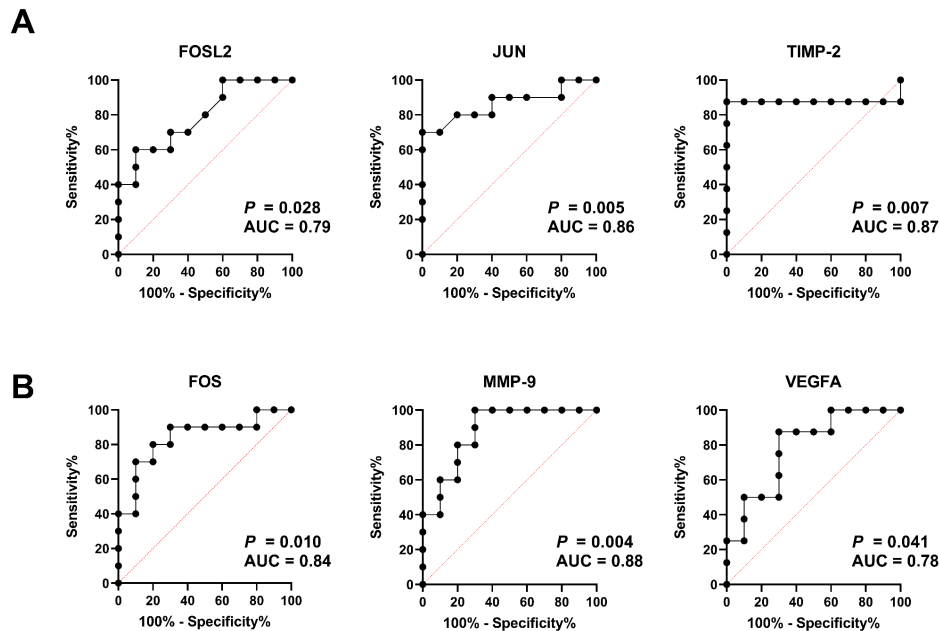 A
FOSL2
JUN
TIMP-2
Sensitivity%
100
80
60
40
20
0
P = 0.028
AUC = 0.79
0 20 40 60 80 100
100% - Specificity%
Sensitivity%
100
80
60
40
20
0
P = 0.005
AUC = 0.86
0 20 40 60 80 100
100% - Specificity%
Sensitivity%
100
80
60
40
20
0
P = 0.007
AUC = 0.87
0 20 40 60 80 100
100% - Specificity%
B
FOS
MMP-9
VEGFA
Sensitivity%
100
80
60
40
20
0
P = 0.010
AUC = 0.84
0 20 40 60 80 100
100% - Specificity%
Sensitivity%
100
80
60
40
20
0
P = 0.004
AUC = 0.88
0 20 40 60 80 100
100% - Specificity%
Sensitivity%
100
80
60
40
20
0
P = 0.041
AUC = 0.78
0 20 40 60 80 100
100% - Specificity%